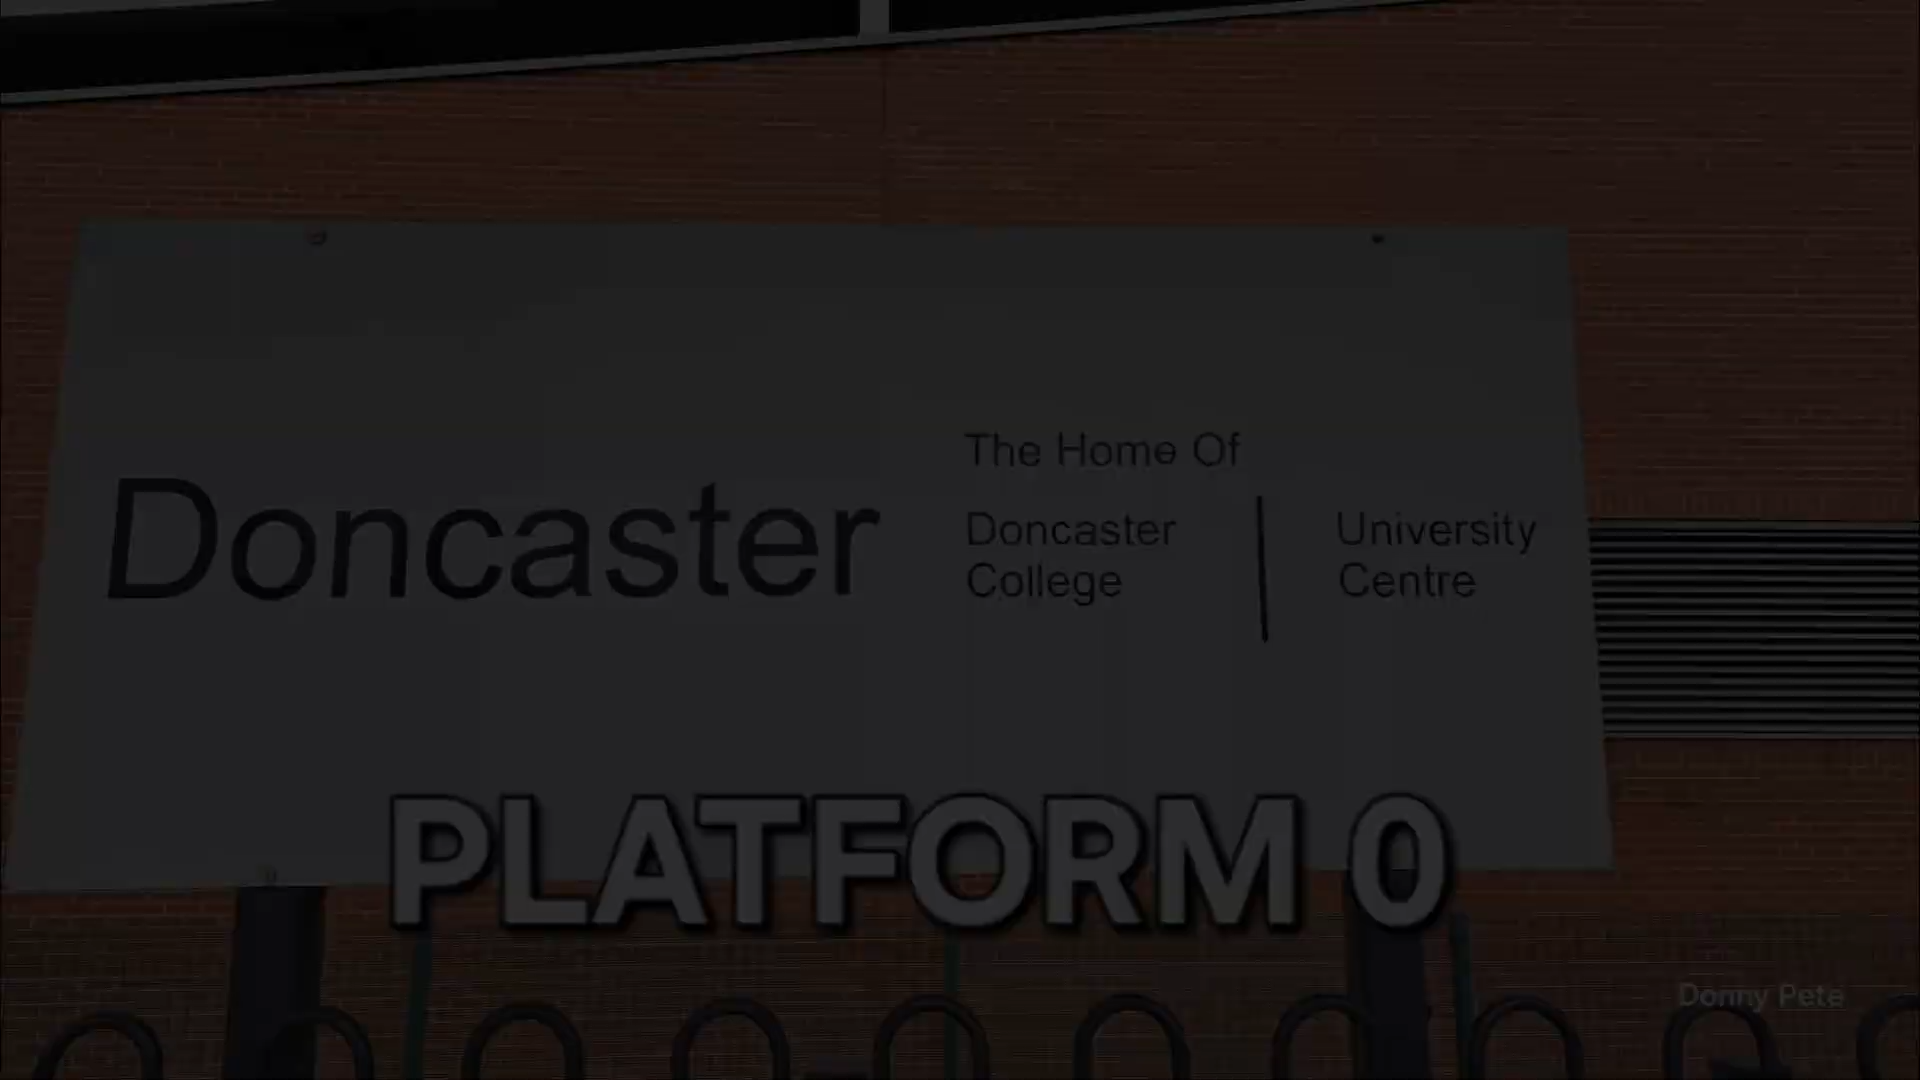 Doncaster
The Home Of
Doncaster
College
University
Centre
PLATFORM 0
Donny Pete